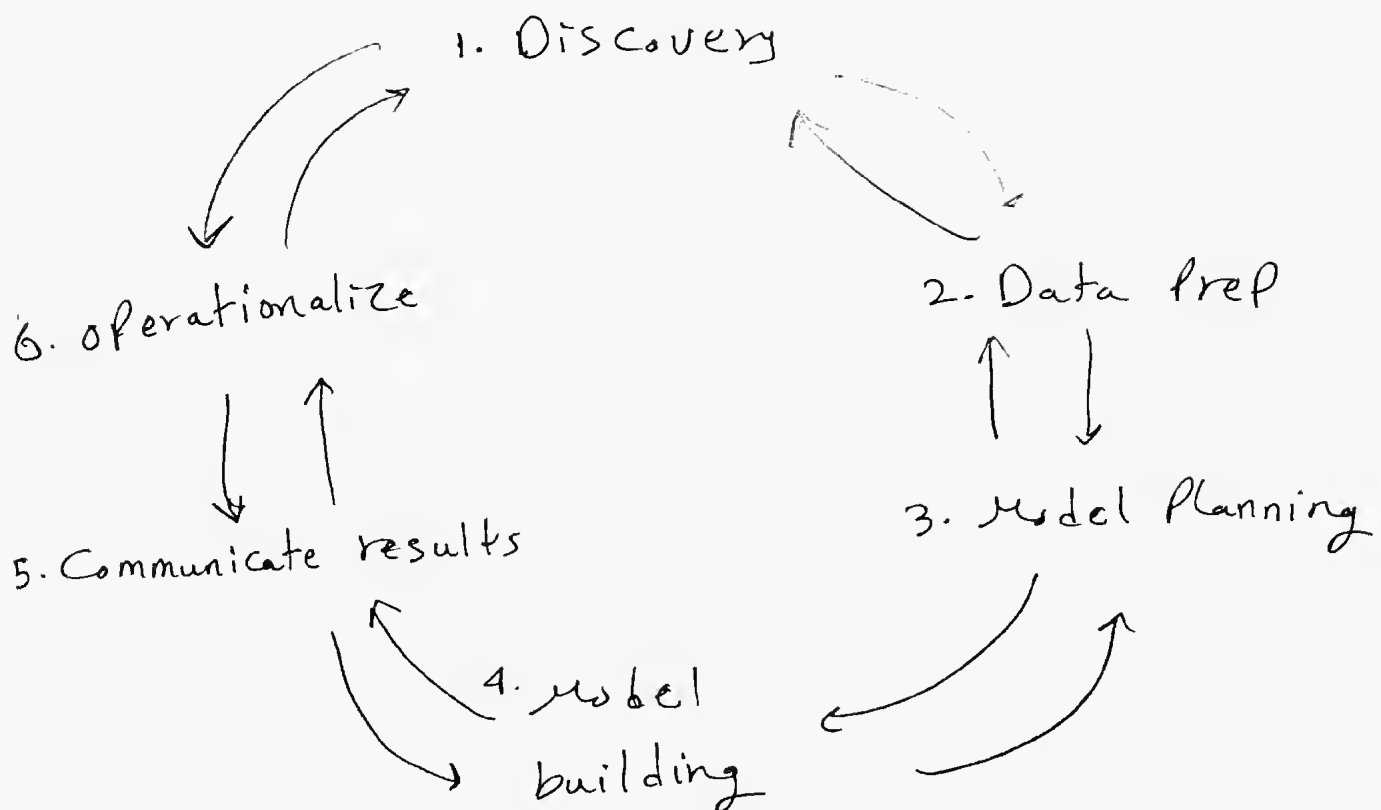 1. Discovery
2. Data Prep
3. Model Planning
4. Model
building
5. Communicate results
6. operationalize